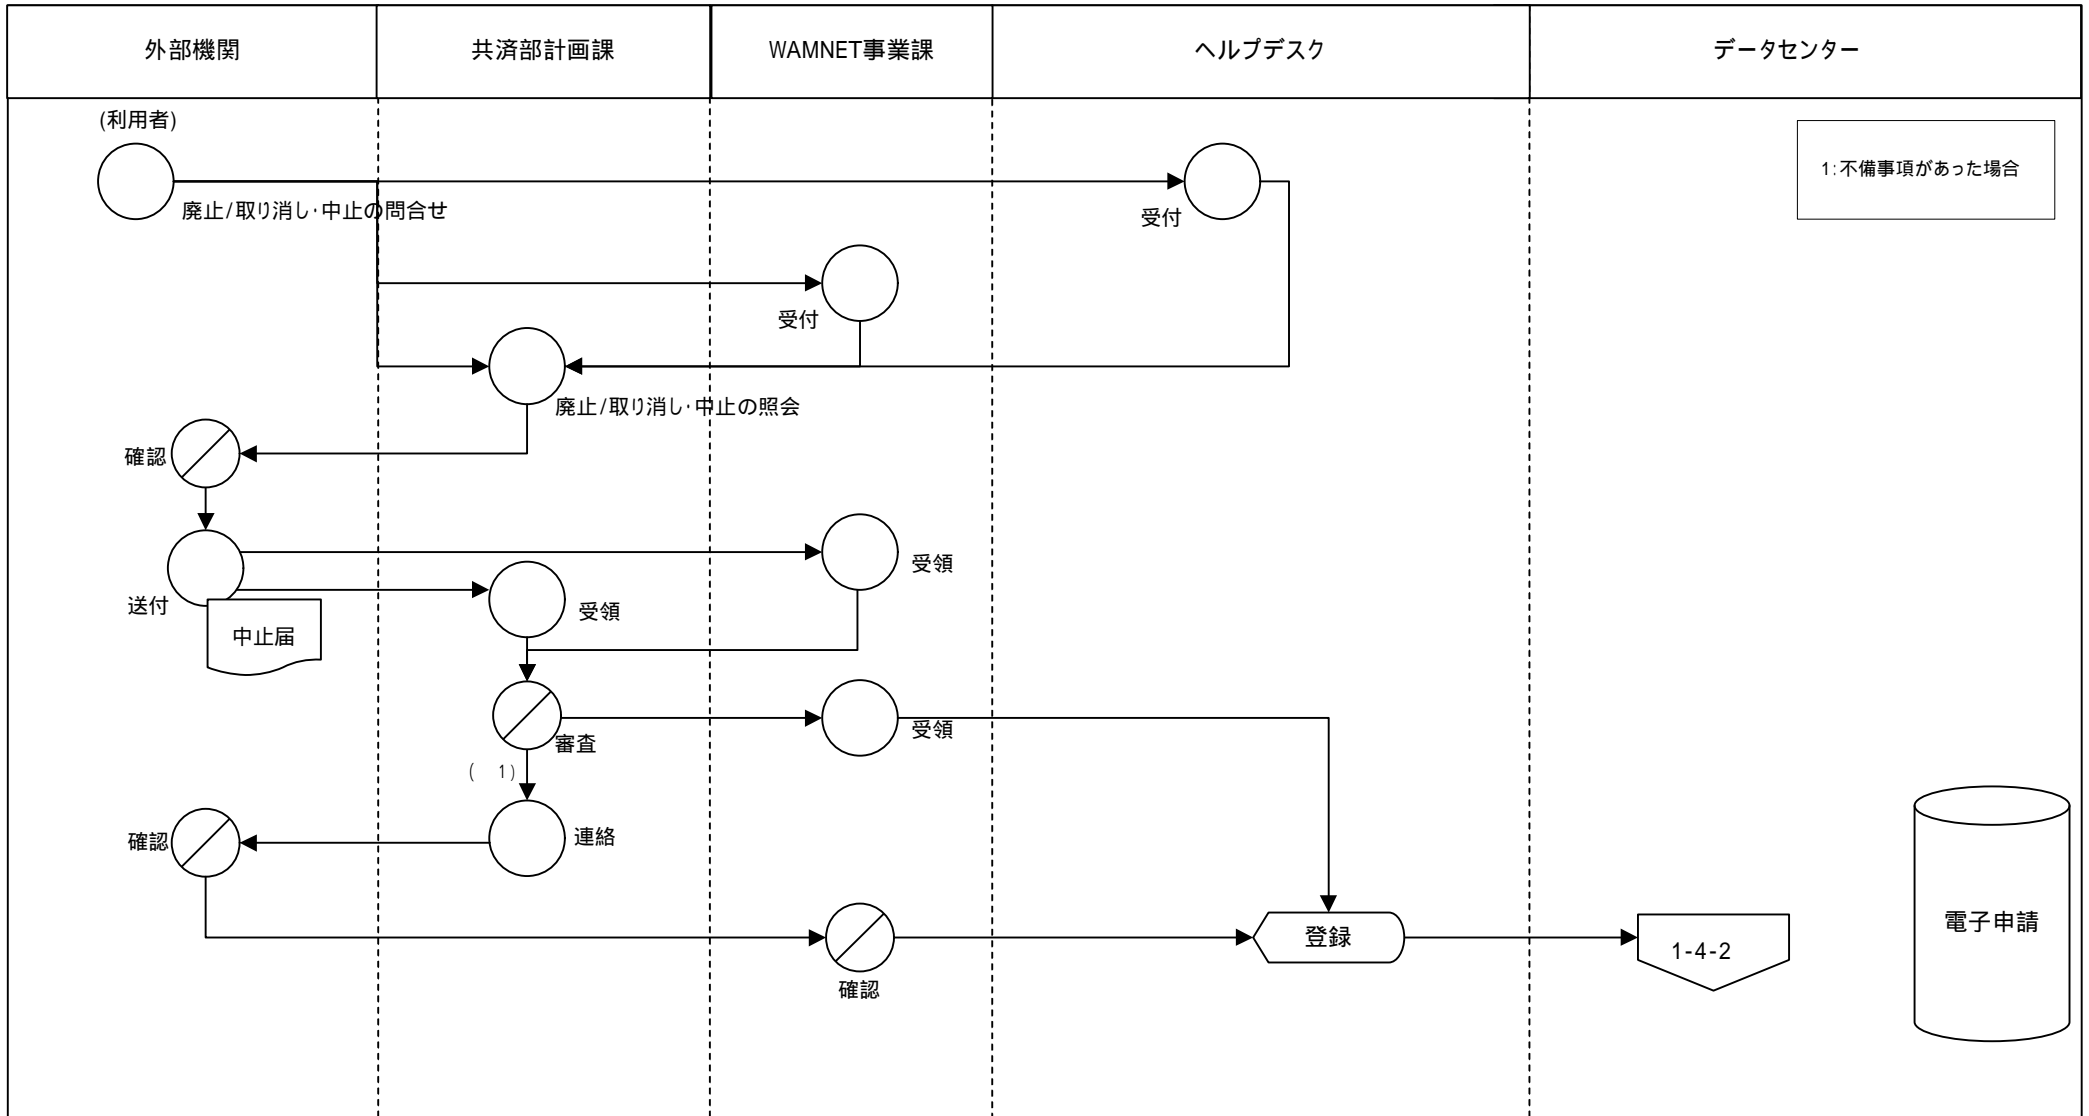 外部機関
共済部計画課
WAMNET事業課
ヘルプデスク
データセンター
(利用者)
1:不備事項があった場合
廃止/取り消し・中止の問合せ
受付
受付
廃止/取り消し・中止の照会
確認
受領
送付
受領
中止届
受領
審査
( 1)
確認
連絡
登録
1-4-2
電子申請
確認